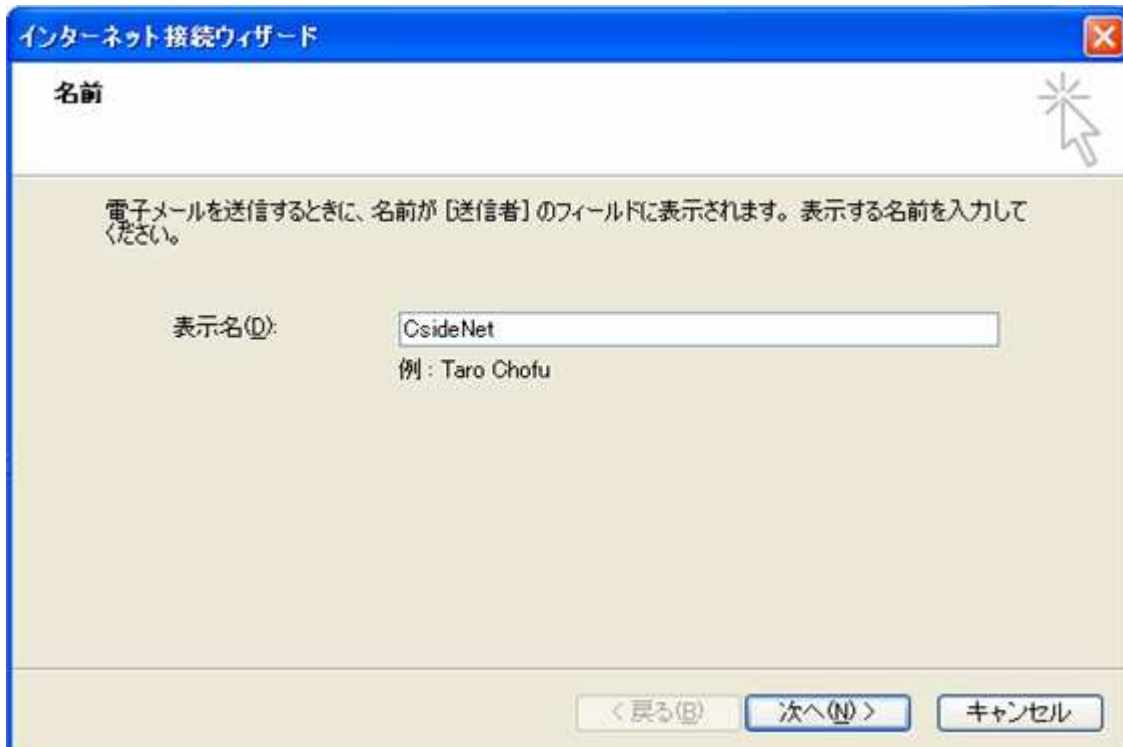 インターネット接続ウィザード
名前
電子メールを送信するときに、名前が [送信者] のフィールドに表示されます。表示する名前を入力して
ください。
表示名(D): CsideNet
例 : Taro Chofu
< 戻る(B) 次へ(N) > キャンセル